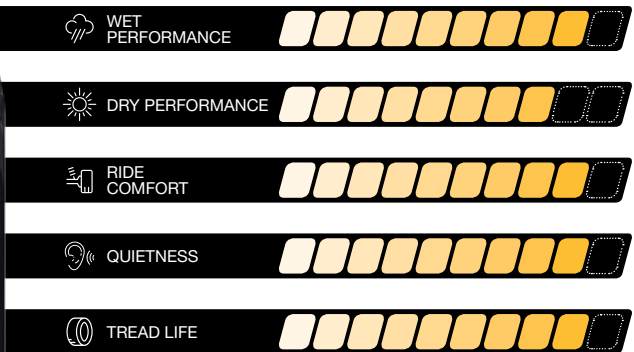 WET
PERFORMANCE
DRY PERFORMANCE
RIDE
COMFORT
QUIETNESS
TREAD LIFE